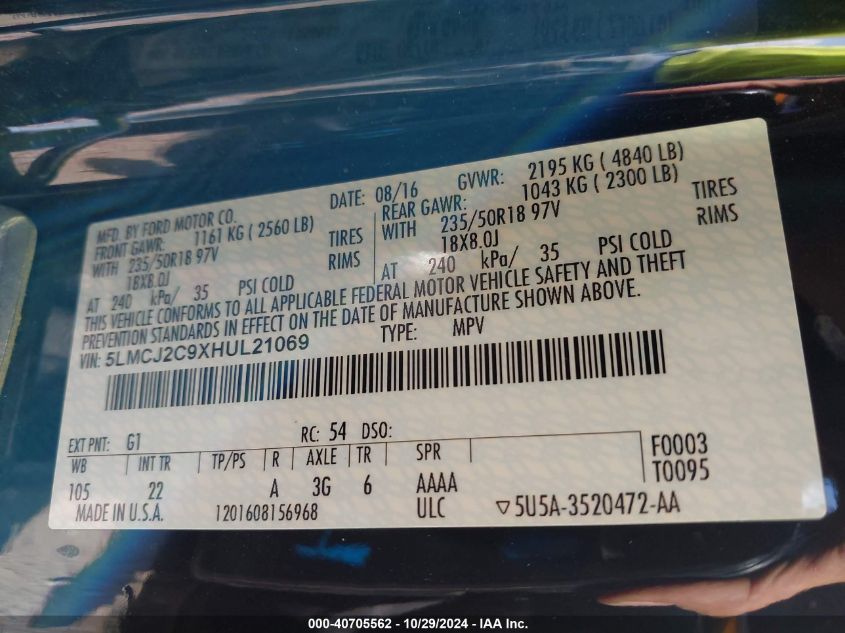 MFD. BY FORD MOTOR CO.
DATE: 08/16 GVWR: 2195 KG ( 4840 LB)
FRONT GAWR: 1161 KG ( 2560 LB)
REAR GAWR: 1043 KG ( 2300 LB)
WITH 235/50R18 97V TIRES
WITH 235/50R18 97V TIRES
18X8.0J RIMS
18X8.0J RIMS
AT 240 kPa/ 35 PSI COLD
AT 240 kPa/ 35 PSI COLD
THIS VEHICLE CONFORMS TO ALL APPLICABLE FEDERAL MOTOR VEHICLE SAFETY AND THEFT
PREVENTION STANDARDS IN EFFECT ON THE DATE OF MANUFACTURE SHOWN ABOVE.
VIN: 5LMCJ2C9XHUL21069 TYPE: MPV
EXT PNT: G1 RC: 54 DSO:
WB INT TR TP/PS R AXLE TR SPR F0003
105 22 A 3G 6 AAAA T0095
MADE IN U.S.A. 1201608156968 ULC ▽5U5A-3520472-AA
000-40705562 - 10/29/2024 - IAA Inc.